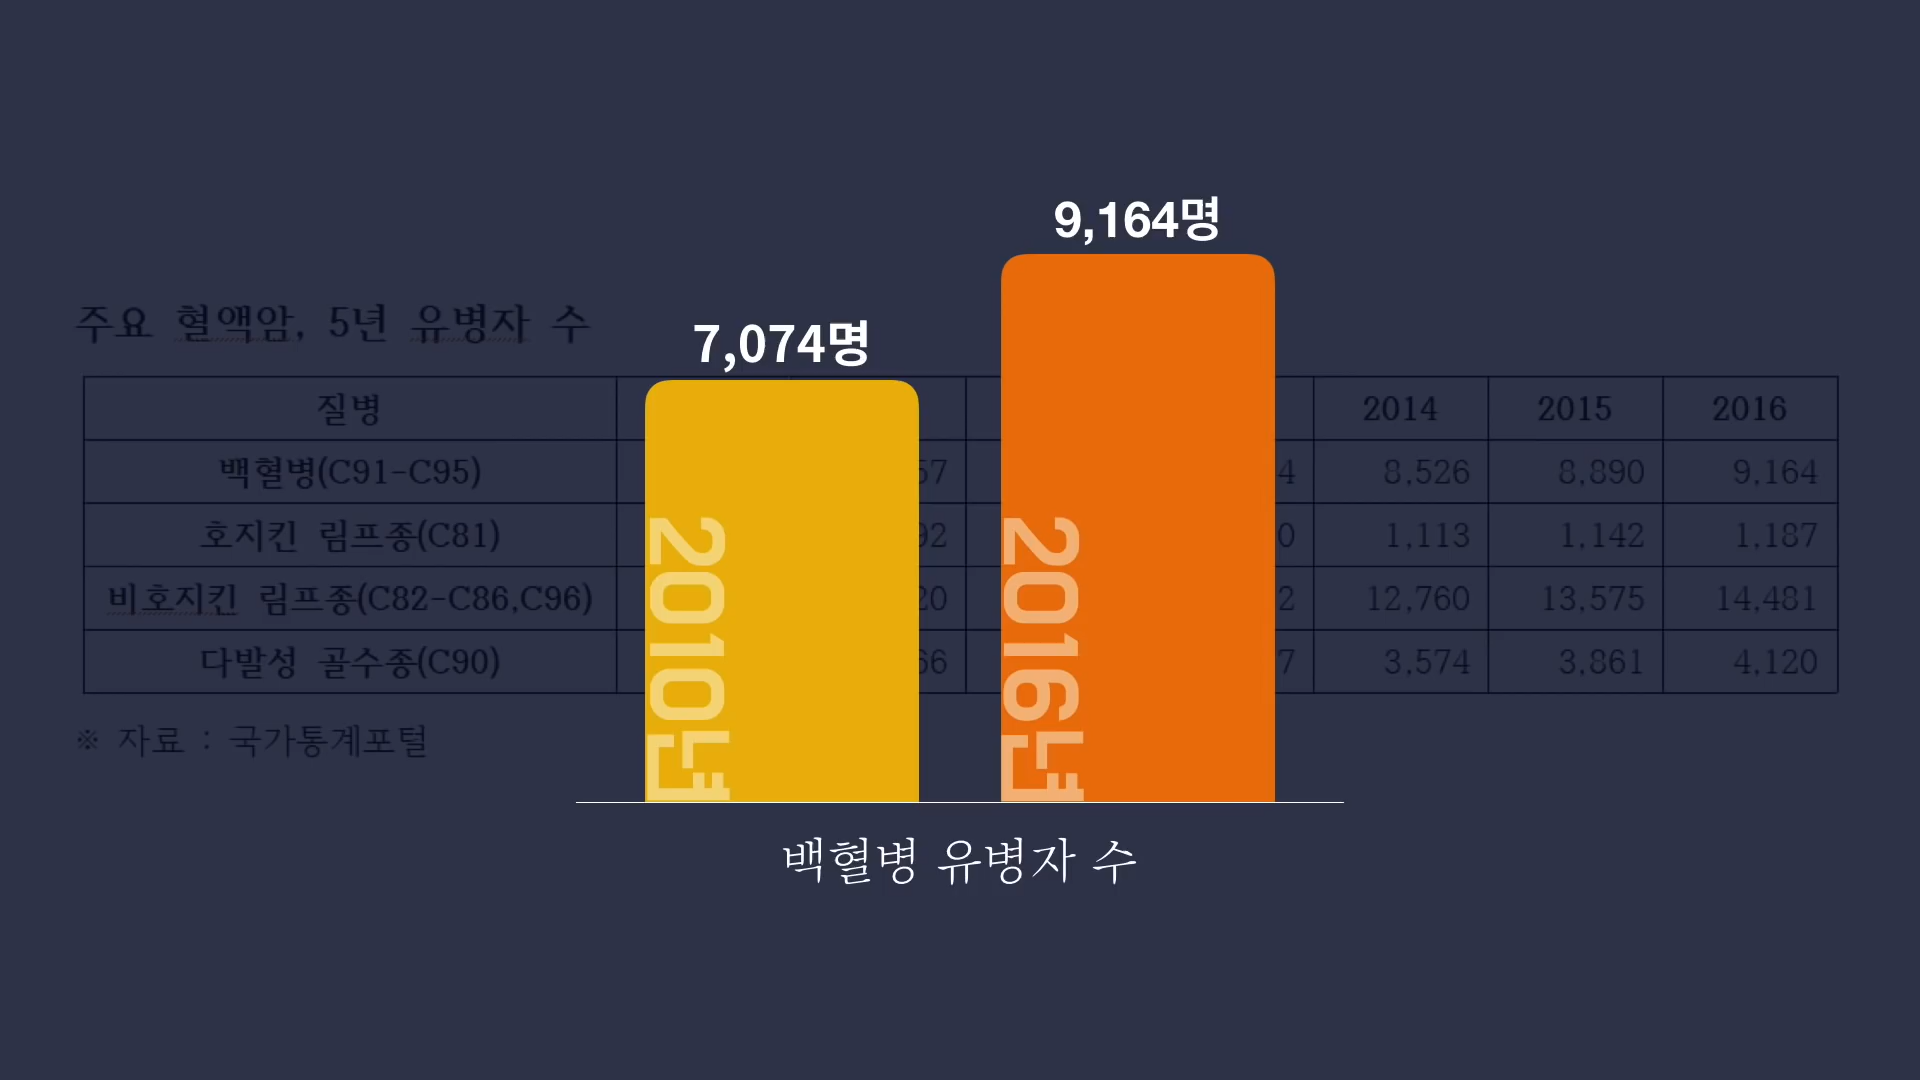 9,164명
7,074명
주요 혈액암, 5년 유병자 수
질병 2014 2015 2016
백혈병(C91-C95) 8,526 8,890 9,164
호지킨 림프종(C81) 1,113 1,142 1,187
비호지킨 림프종(C82-C86,C96) 12,760 13,575 14,481
다발성 골수종(C90) 3,574 3,861 4,120
※ 자료 : 국가통계포털
2010년
2016년
백혈병 유병자 수